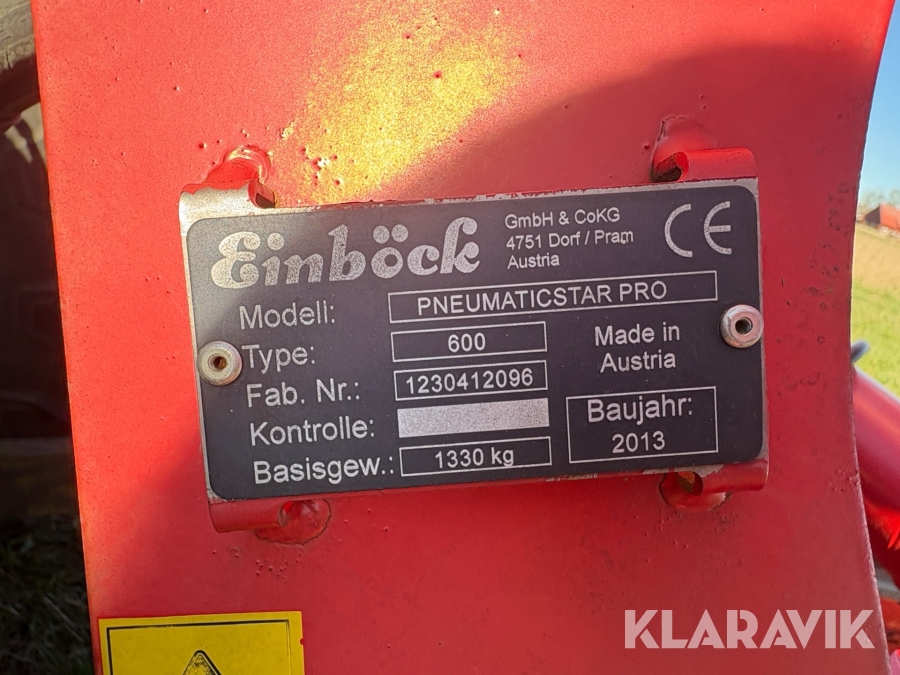 Einböck
GmbH & CoKG
4751 Dorf / Pram
Austria
CE
Modell: PNEUMATICSTAR PRO
Type: 600
Made in
Austria
Fab. Nr.: 1230412096
Kontrolle:
Baujahr:
2013
Basisgew.: 1330 kg
KLARAVIK